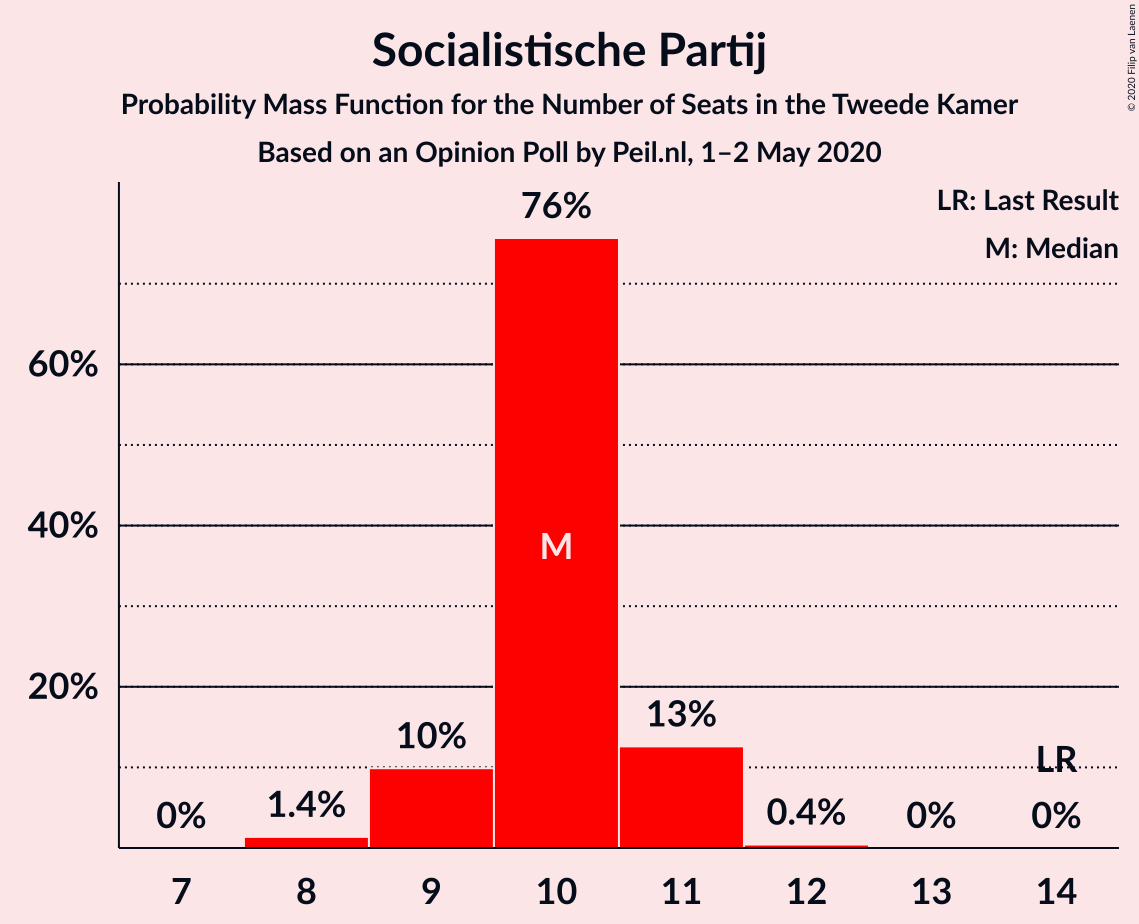 Socialistische Partij
Probability Mass Function for the Number of Seats in the Tweede Kamer
Based on an Opinion Poll by Peil.nl, 1–2 May 2020
© 2020 Filip van Laenen
LR: Last Result
M: Median
76%
60%
40%
20%
M
13%
10%
LR
1.4%
0%
0.4%
0%
0%
7 8 9 10 11 12 13 14